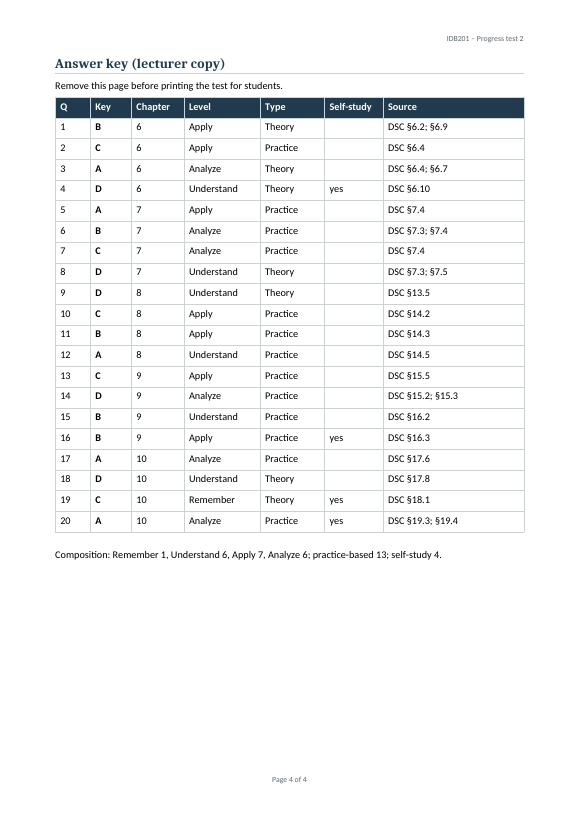 IDB201 – Progress test 2
Answer key (lecturer copy)
Remove this page before printing the test for students.
Q Key Chapter Level Type Self-study Source
1 B 6 Apply Theory DSC §6.2; §6.9
2 C 6 Apply Practice DSC §6.4
3 A 6 Analyze Theory DSC §6.4; §6.7
4 D 6 Understand Theory yes DSC §6.10
5 A 7 Apply Practice DSC §7.4
6 B 7 Analyze Practice DSC §7.3; §7.4
7 C 7 Analyze Practice DSC §7.4
8 D 7 Understand Theory DSC §7.3; §7.5
9 D 8 Understand Theory DSC §13.5
10 C 8 Apply Practice DSC §14.2
11 B 8 Apply Practice DSC §14.3
12 A 8 Understand Practice DSC §14.5
13 C 9 Apply Practice DSC §15.5
14 D 9 Analyze Practice DSC §15.2; §15.3
15 B 9 Understand Practice DSC §16.2
16 B 9 Apply Practice yes DSC §16.3
17 A 10 Analyze Practice DSC §17.6
18 D 10 Understand Theory DSC §17.8
19 C 10 Remember Theory yes DSC §18.1
20 A 10 Analyze Practice yes DSC §19.3; §19.4
Composition: Remember 1, Understand 6, Apply 7, Analyze 6; practice-based 13; self-study 4.
Page 4 of 4